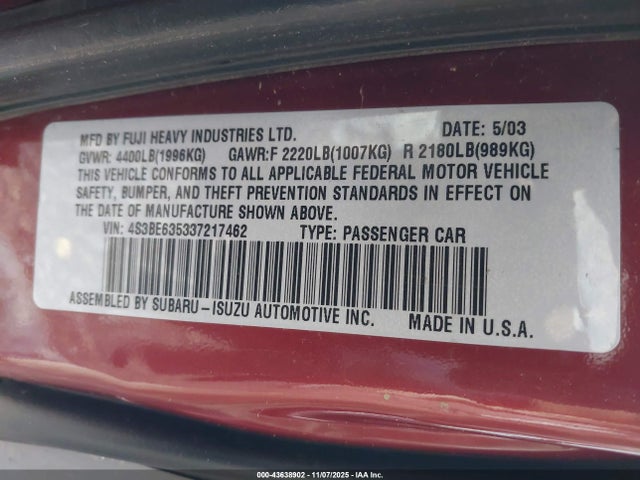 MFD BY FUJI HEAVY INDUSTRIES LTD. DATE: 5/03
GVWR: 4400LB(1996KG) GAWR:F 2220LB(1007KG) R 2180LB(989KG)
THIS VEHICLE CONFORMS TO ALL APPLICABLE FEDERAL MOTOR VEHICLE
SAFETY, BUMPER, AND THEFT PREVENTION STANDARDS IN EFFECT ON
THE DATE OF MANUFACTURE SHOWN ABOVE.
VIN: 4S3BE635337217462 TYPE: PASSENGER CAR
ASSEMBLED BY SUBARU-ISUZU AUTOMOTIVE INC. MADE IN U.S.A.
000-43638902 - 11/07/2025 - IAA Inc.